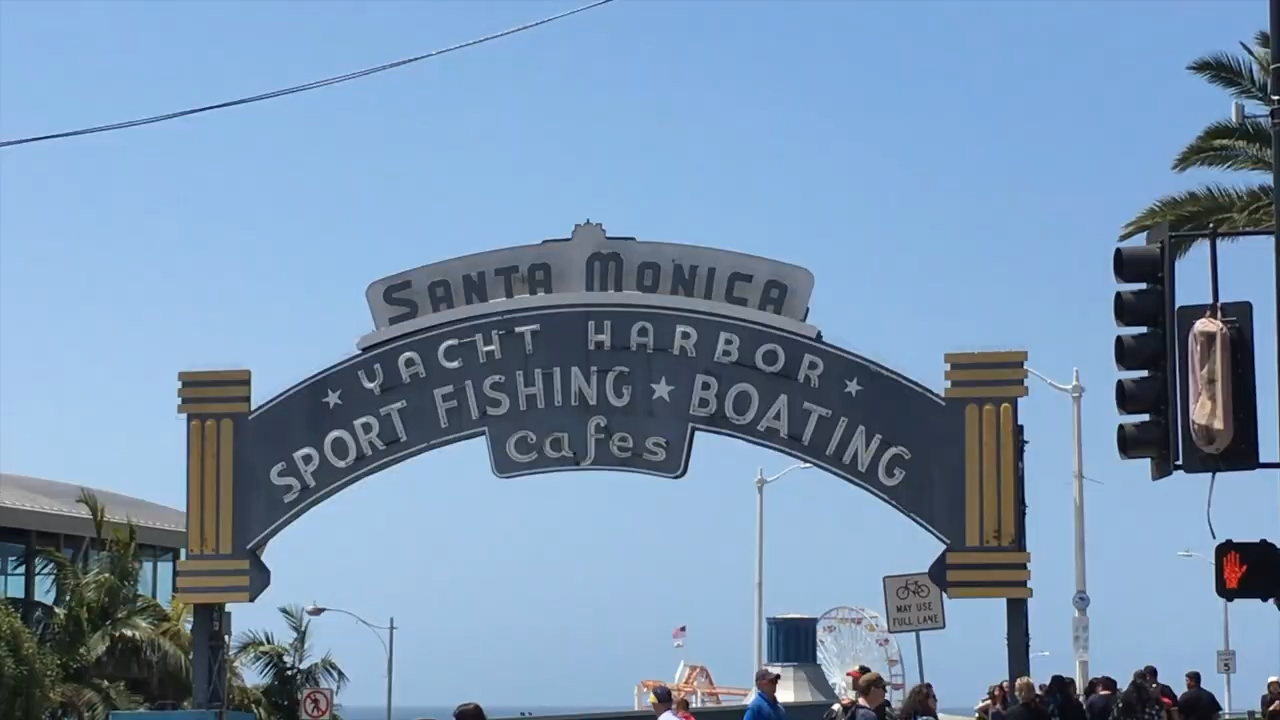 SANTA MONICA
YACHT HARBOR
SPORT FISHING ★ BOATING
cafes
MAY USE
FULL LANE
5